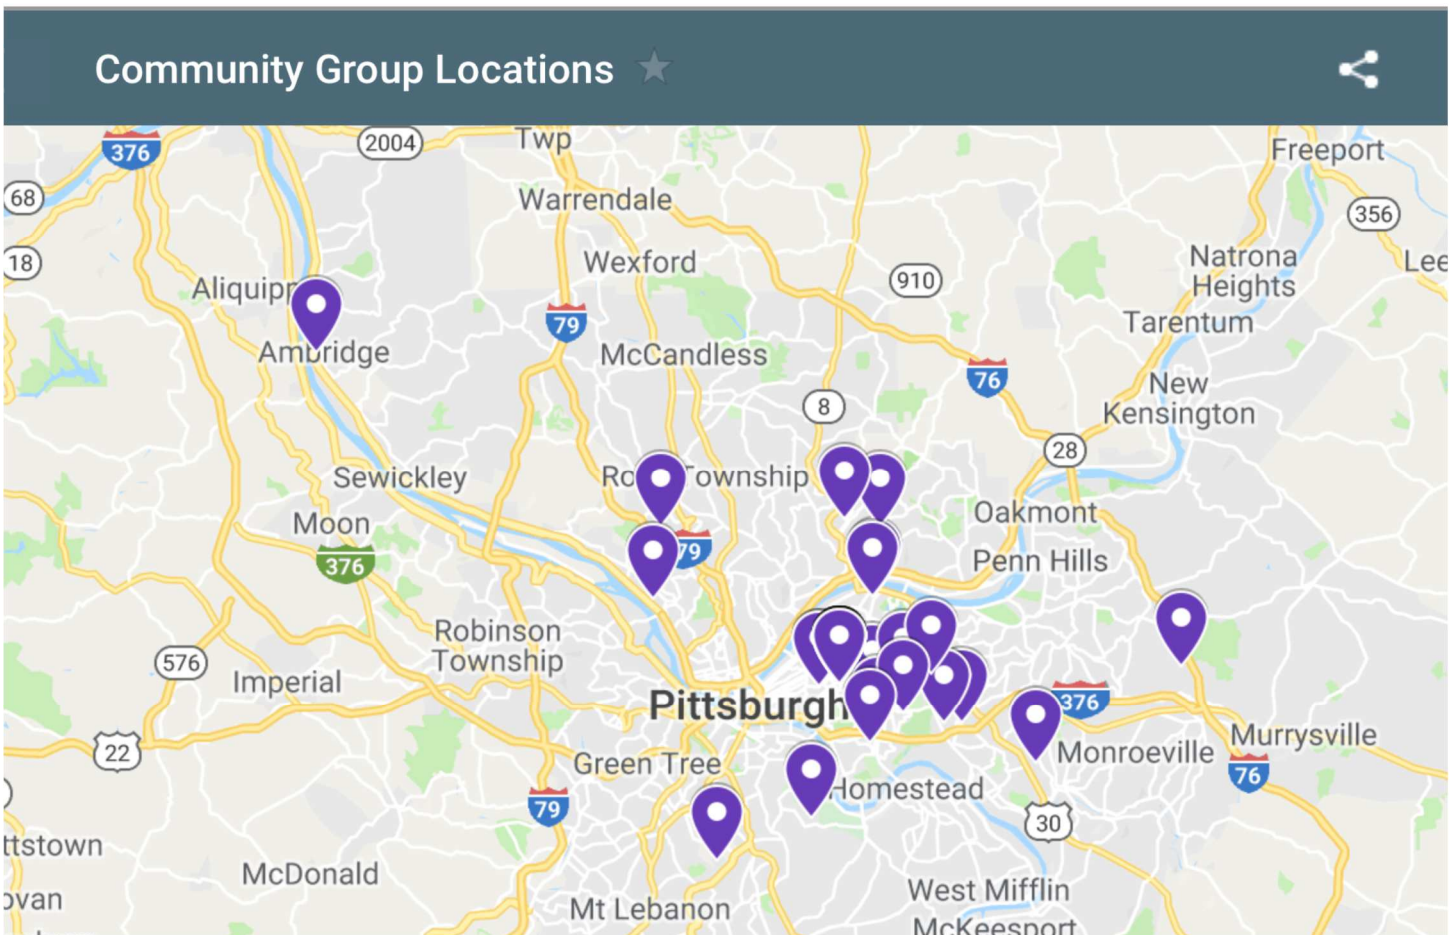 Community Group Locations
376
2004
Twp
Freeport
68
Warrendale
356
18
Wexford
910
Natrona
Heights
Lee
Aliquipp
79
Tarentum
Ambridge
McCandless
76
New
Kensington
8
28
Sewickley
Ro Township
Moon
Oakmont
376
79
Penn Hills
Robinson
Township
576
Imperial
Pittsburgh
376
22
Green Tree
Monroeville
Murrysville
76
Homestead
79
30
ttstown
McDonald
West Mifflin
ovan
Mt Lebanon
McKeesport